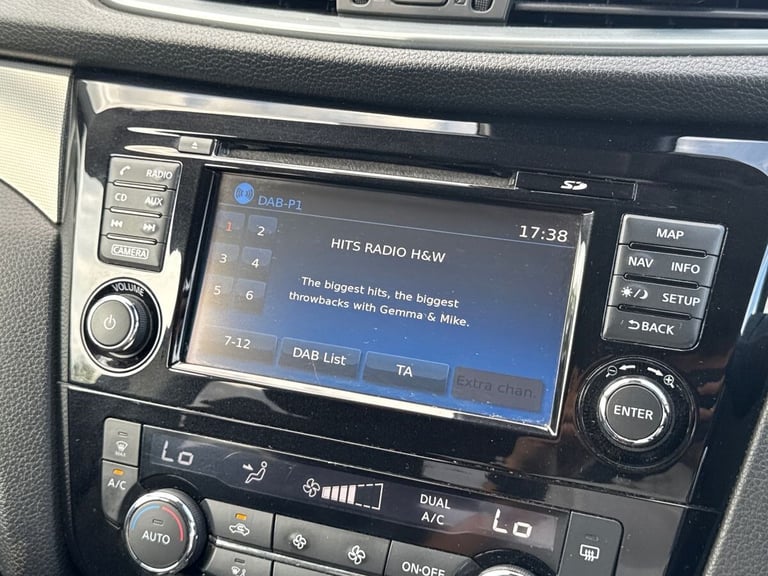 RADIO
CD AUX
CAMERA
VOLUME
SD
DAB-P1
17:38
1 2
3 4
5 6
HITS RADIO H&W
The biggest hits, the biggest
throwbacks with Gemma & Mike.
7-12 DAB List TA Extra chan.
MAP
NAV INFO
SETUP
BACK
ENTER
MAX
A/C
Lo
DUAL
A/C
Lo
AUTO
ON·OFF